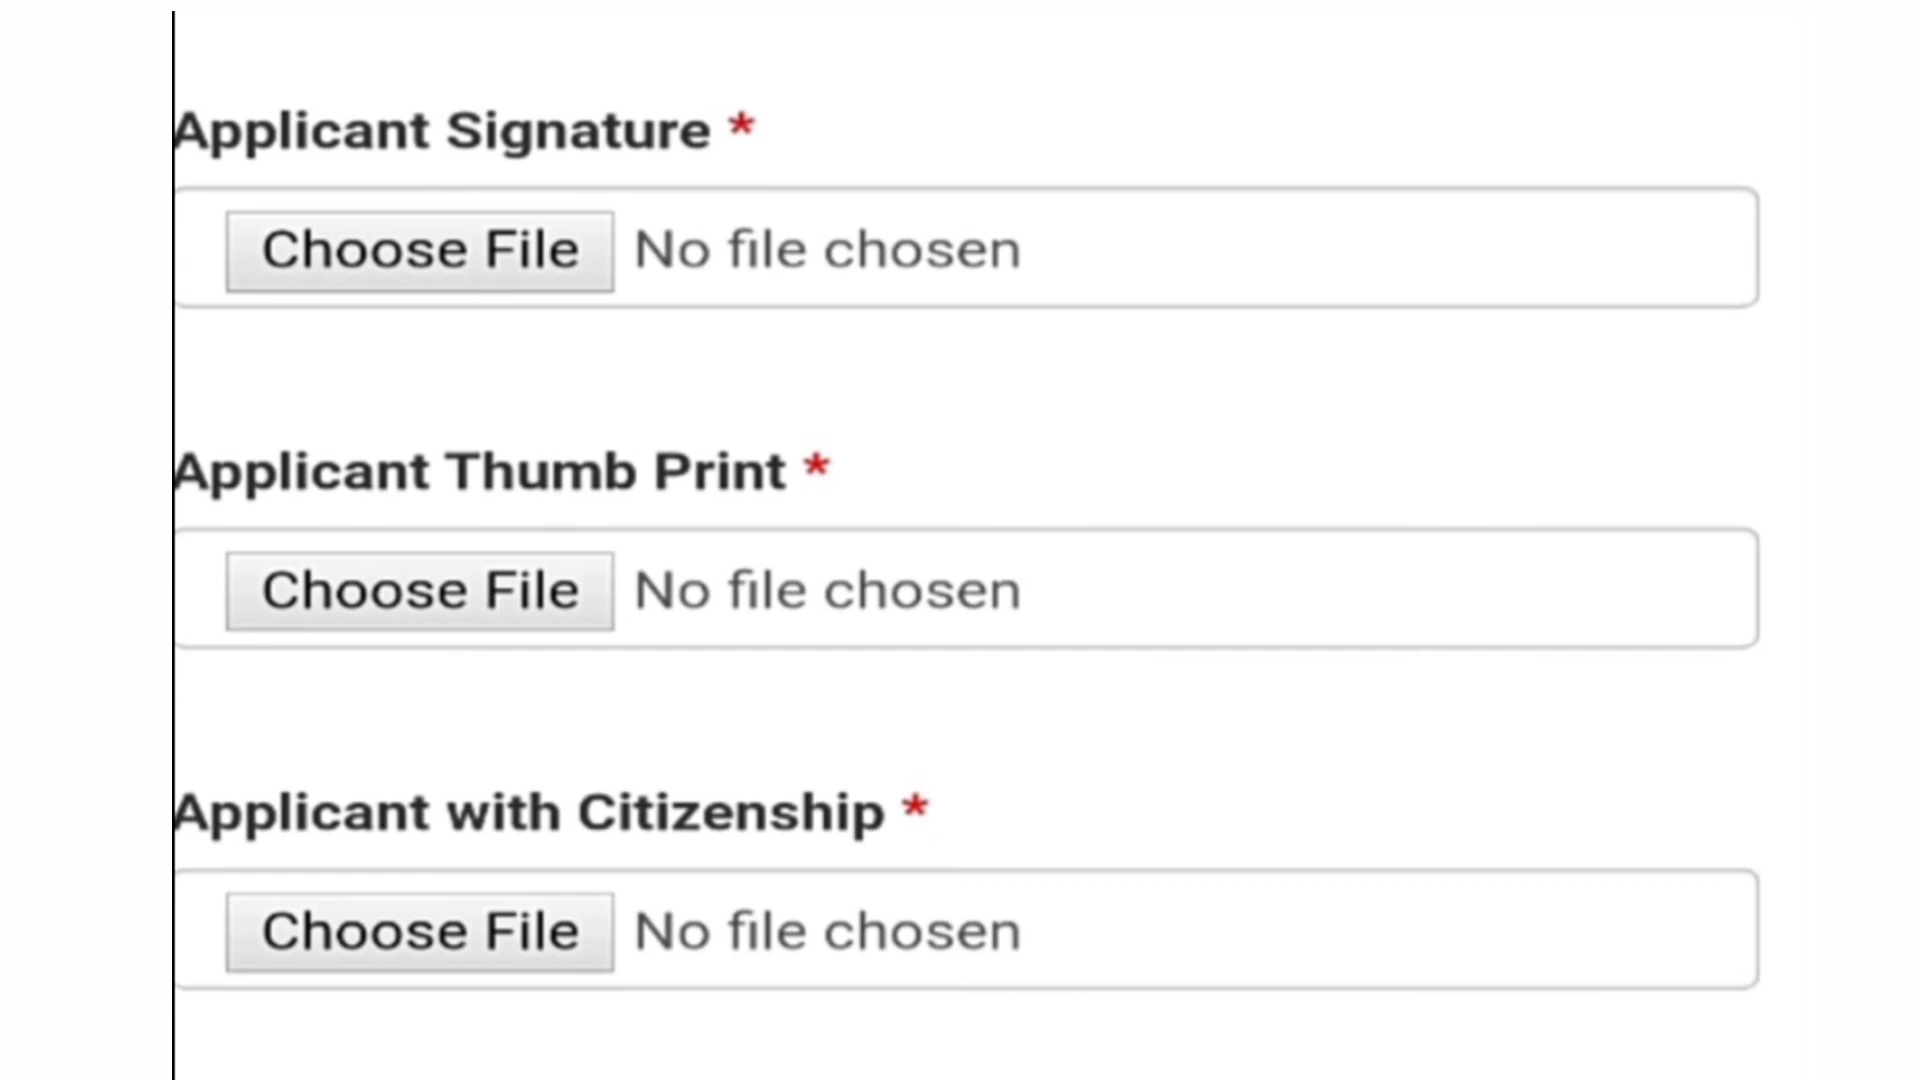 Applicant Signature *
Choose File No file chosen
Applicant Thumb Print *
Choose File No file chosen
Applicant with Citizenship *
Choose File No file chosen